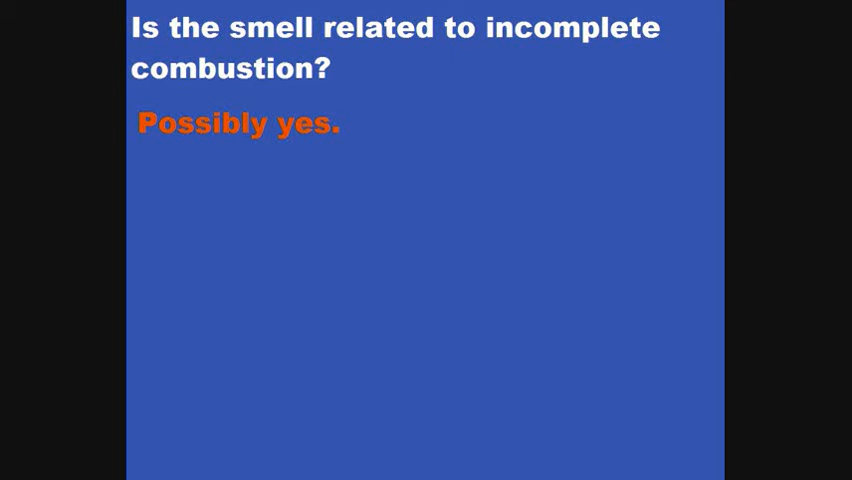 Is the smell related to incomplete
combustion?
Possibly yes.